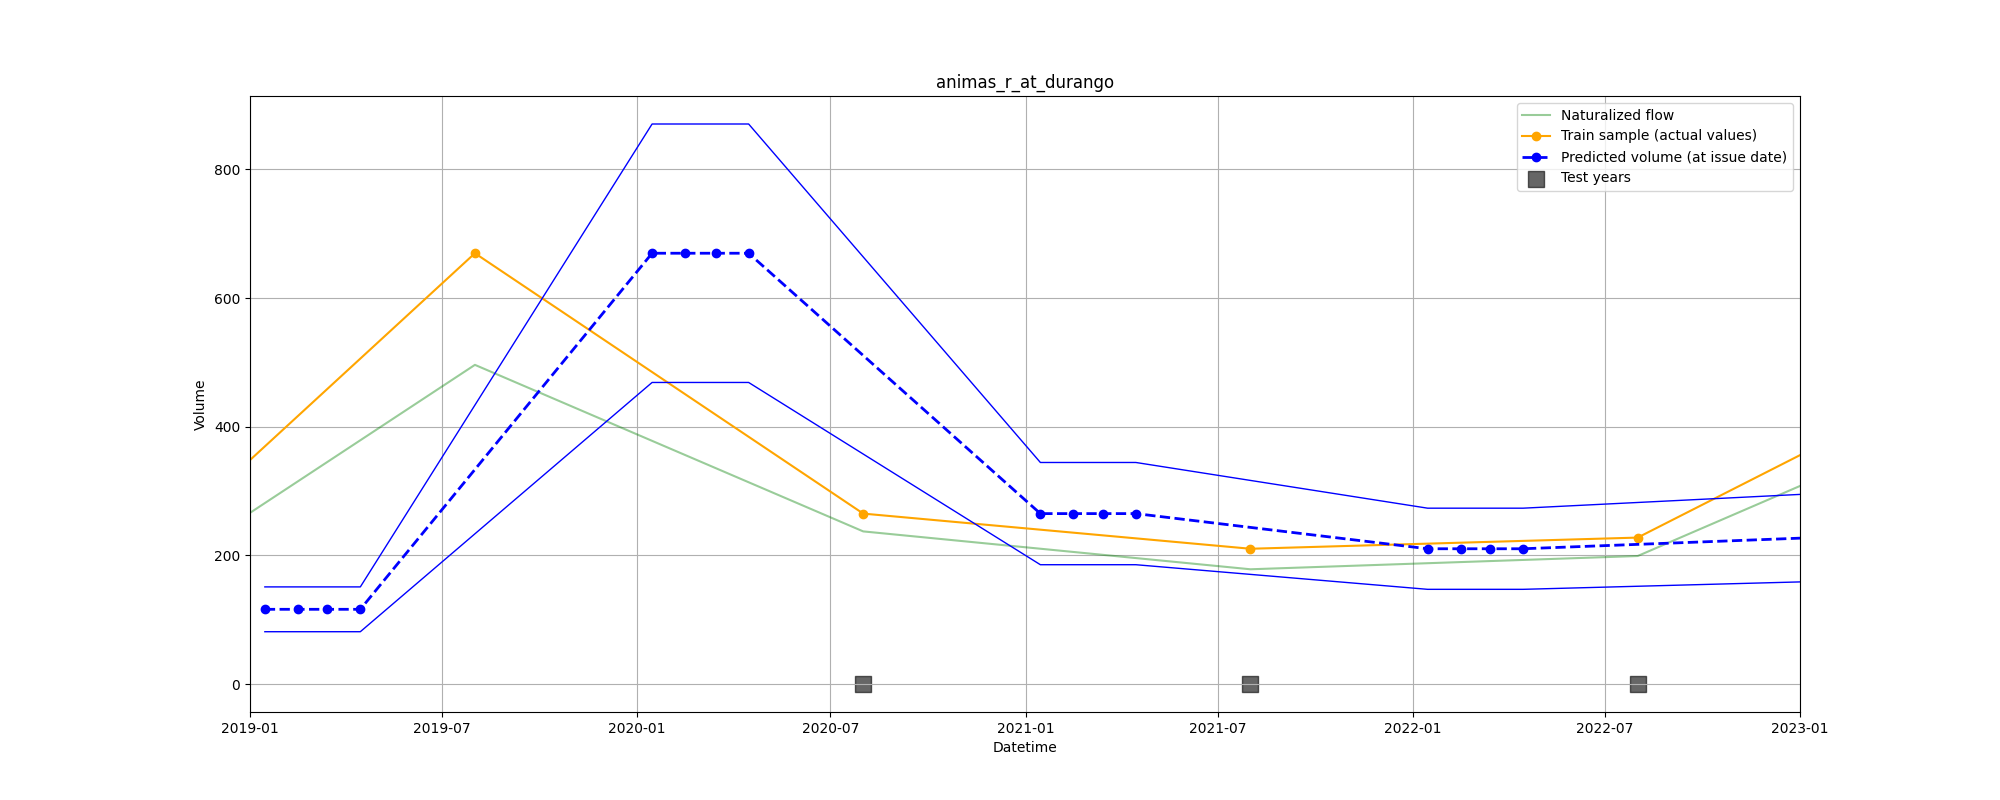 animas_r_at_durango
Naturalized flow
Train sample (actual values)
Predicted volume (at issue date)
Test years
Volume
800
600
400
200
0
2019-01
2019-07
2020-01
2020-07
2021-01
2021-07
2022-01
2022-07
2023-01
Datetime